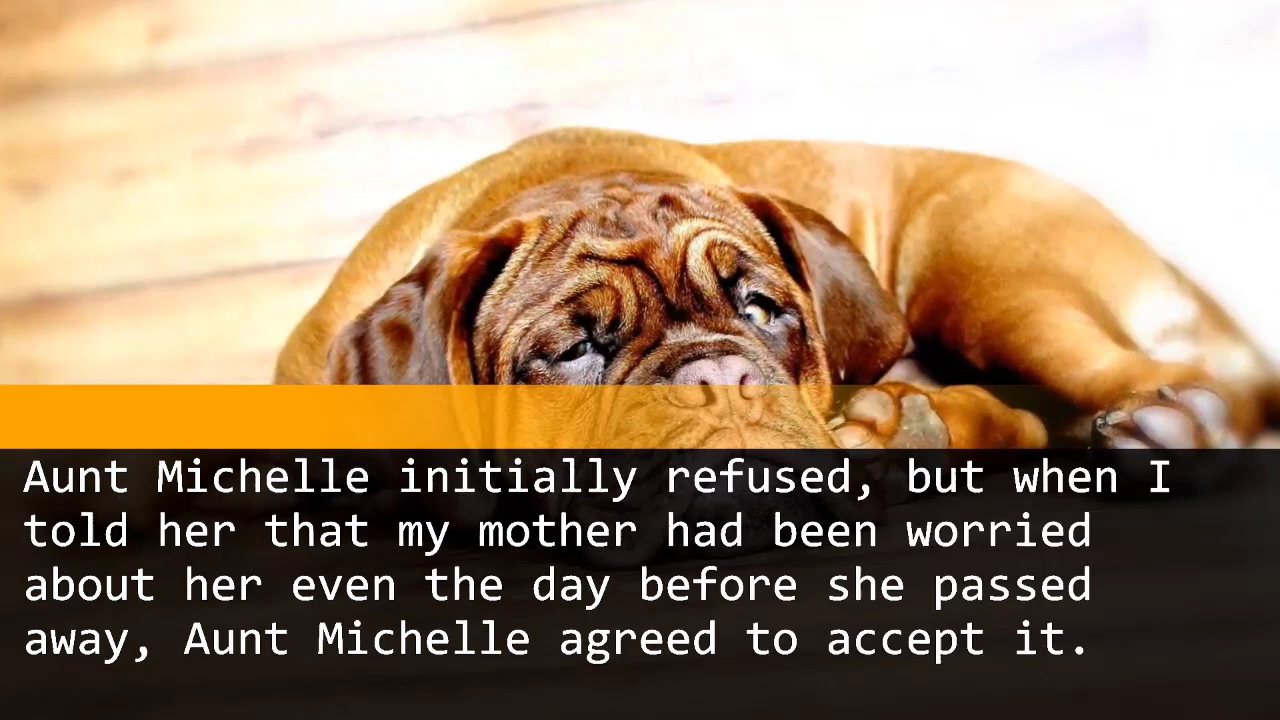 Aunt Michelle initially refused, but when I
told her that my mother had been worried
about her even the day before she passed
away, Aunt Michelle agreed to accept it.